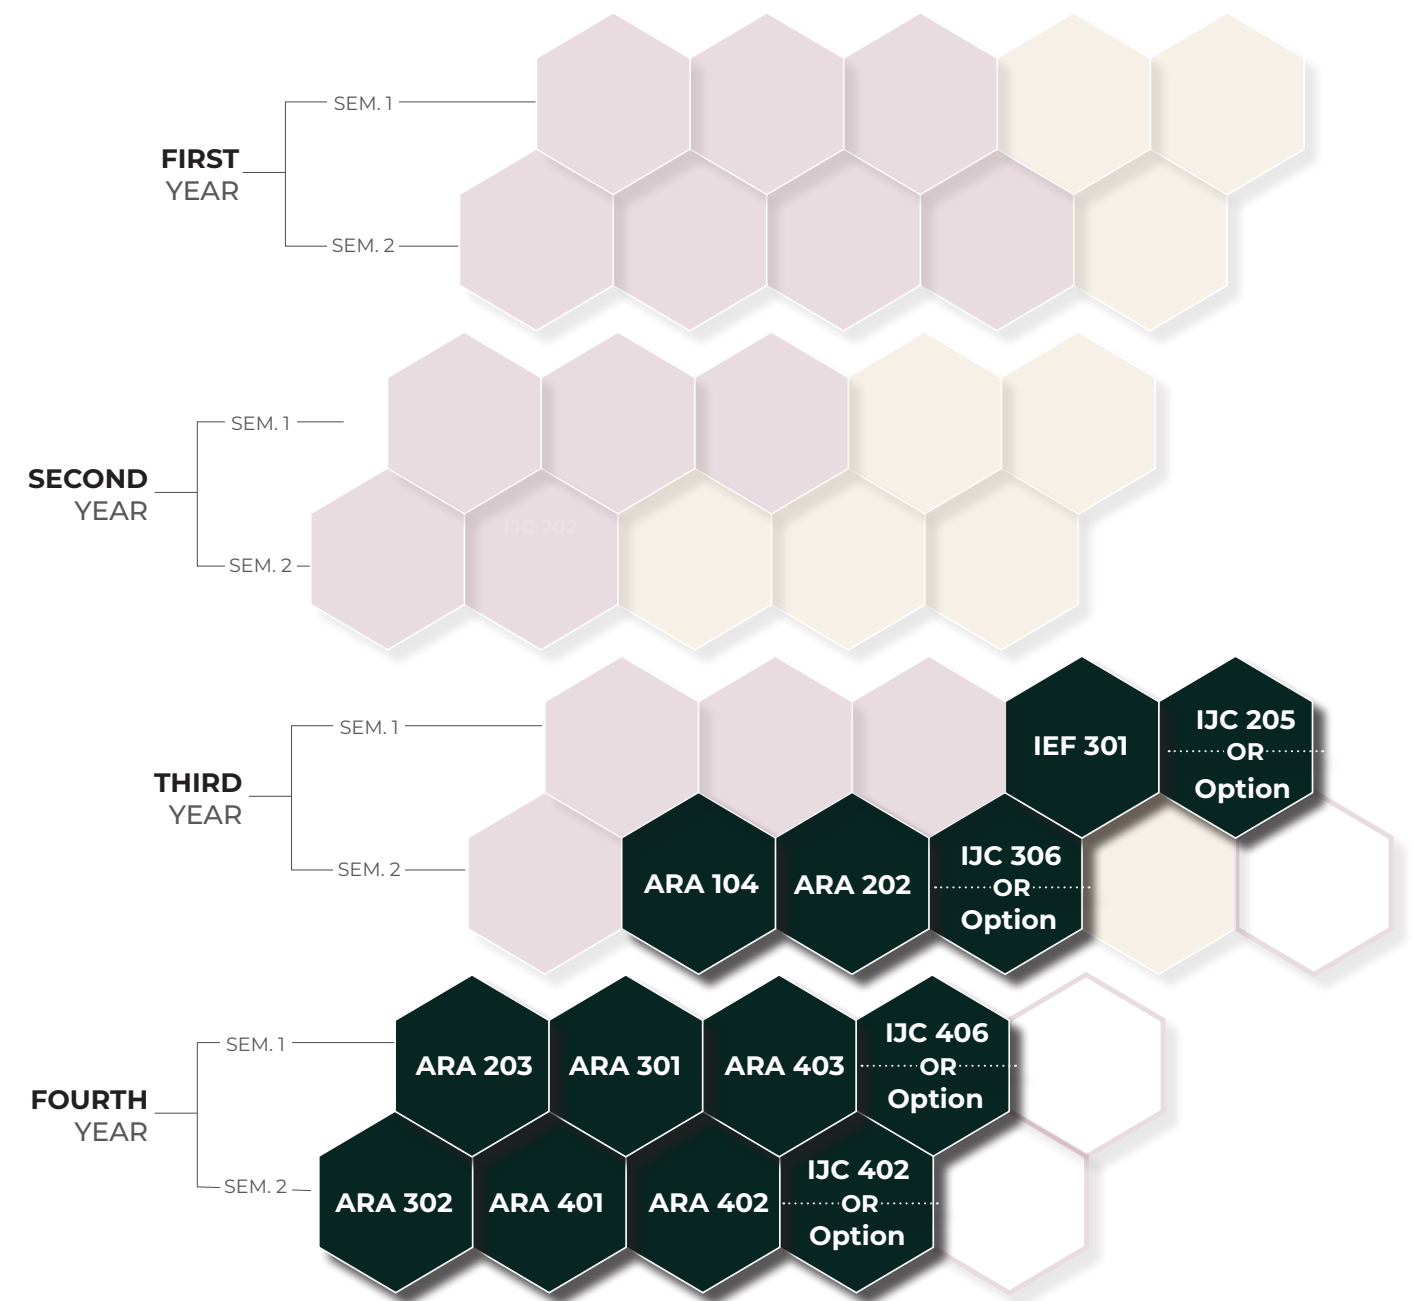 FIRST
YEAR
SEM. 1
SEM. 2
SECOND
YEAR
SEM. 1
SEM. 2
IJC 202
THIRD
YEAR
SEM. 1
IEF 301
IJC 205
OR
Option
SEM. 2
ARA 104
ARA 202
IJC 306
OR
Option
FOURTH
YEAR
SEM. 1
ARA 203
ARA 301
ARA 403
IJC 406
OR
Option
SEM. 2
ARA 302
ARA 401
ARA 402
IJC 402
OR
Option